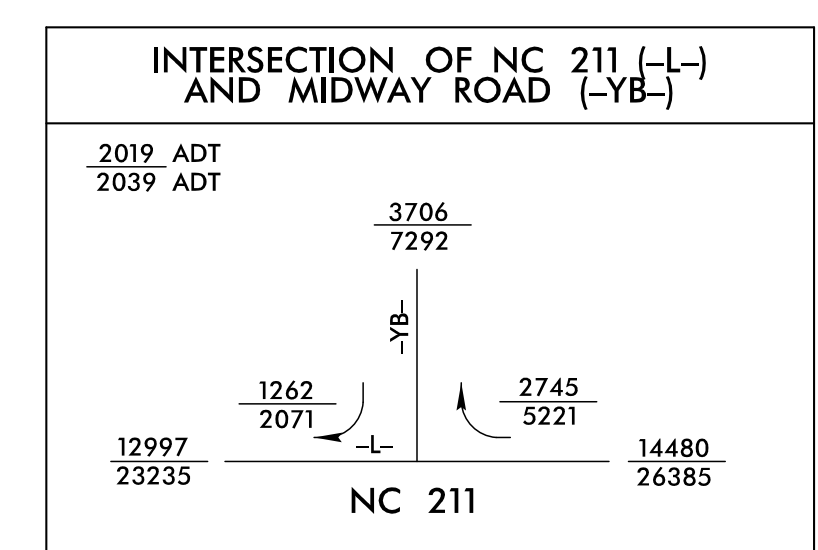 INTERSECTION OF NC 211 (–L–)
AND MIDWAY ROAD (–YB–)
2019 ADT
2039 ADT
3706
7292
–YB–
1262
2071
2745
5221
–L–
12997
23235
14480
26385
NC 211